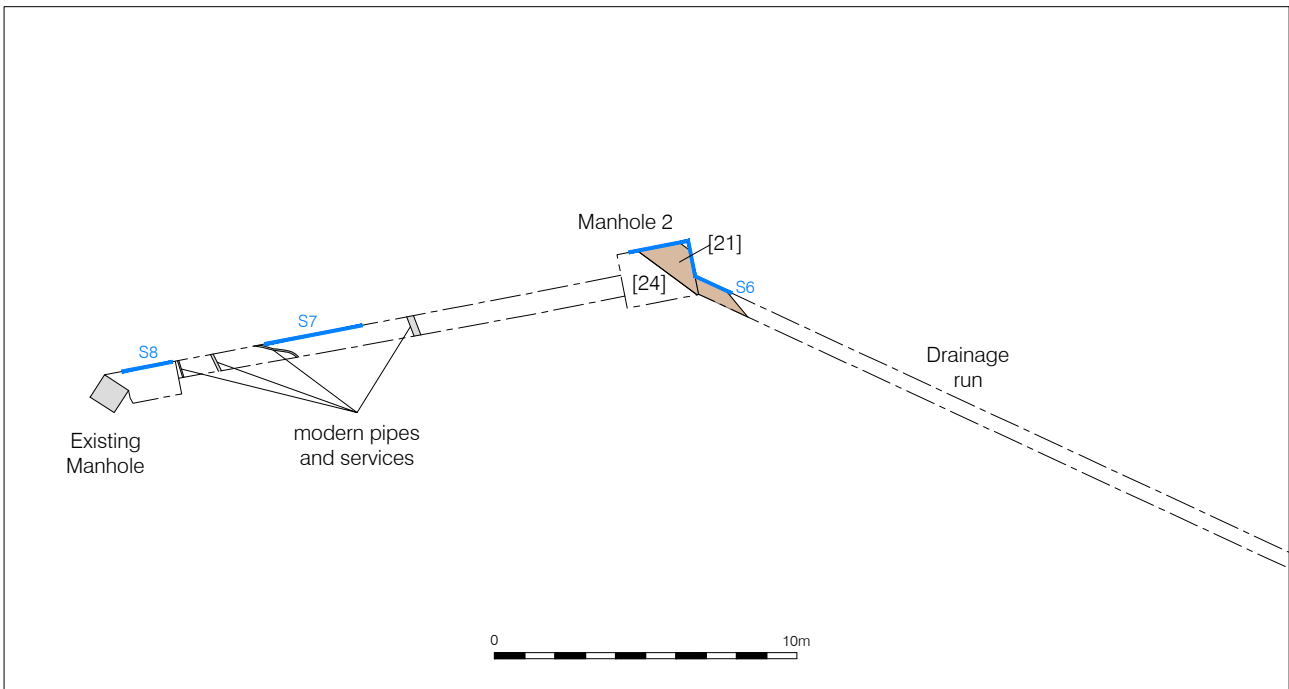 Manhole 2
[21]
[24]
S6
S7
S8
Drainage
run
Existing
Manhole
modern pipes
and services
0
10m